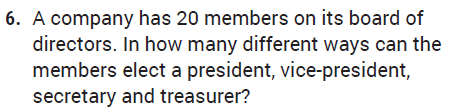 6. A company has 20 members on its board of
directors. In how many different ways can the
members elect a president, vice-president,
secretary and treasurer?